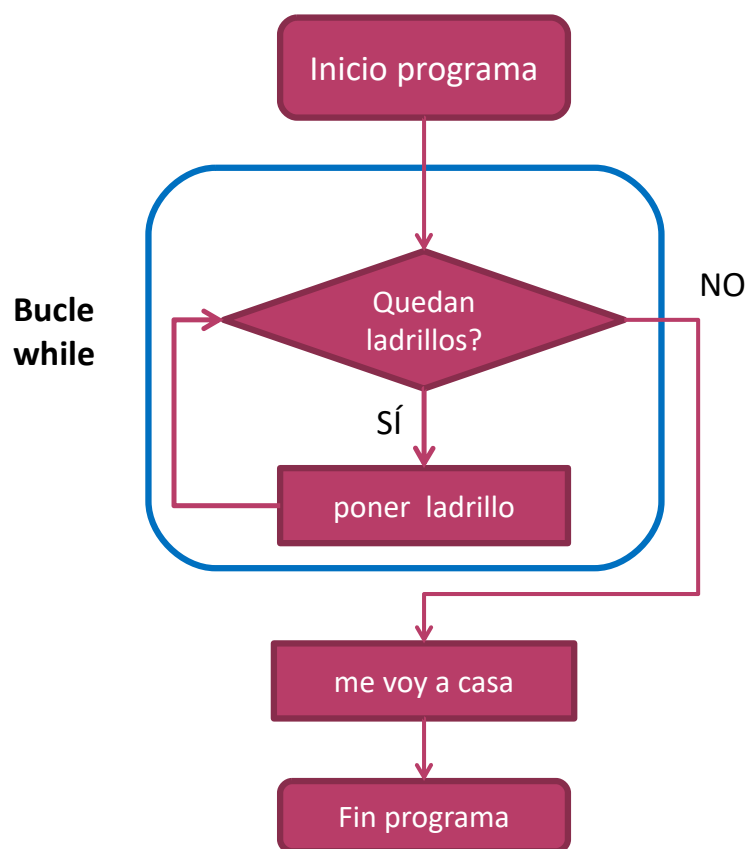 Inicio programa
Bucle
while
Quedan
ladrillos?
NO
SÍ
poner ladrillo
me voy a casa
Fin programa